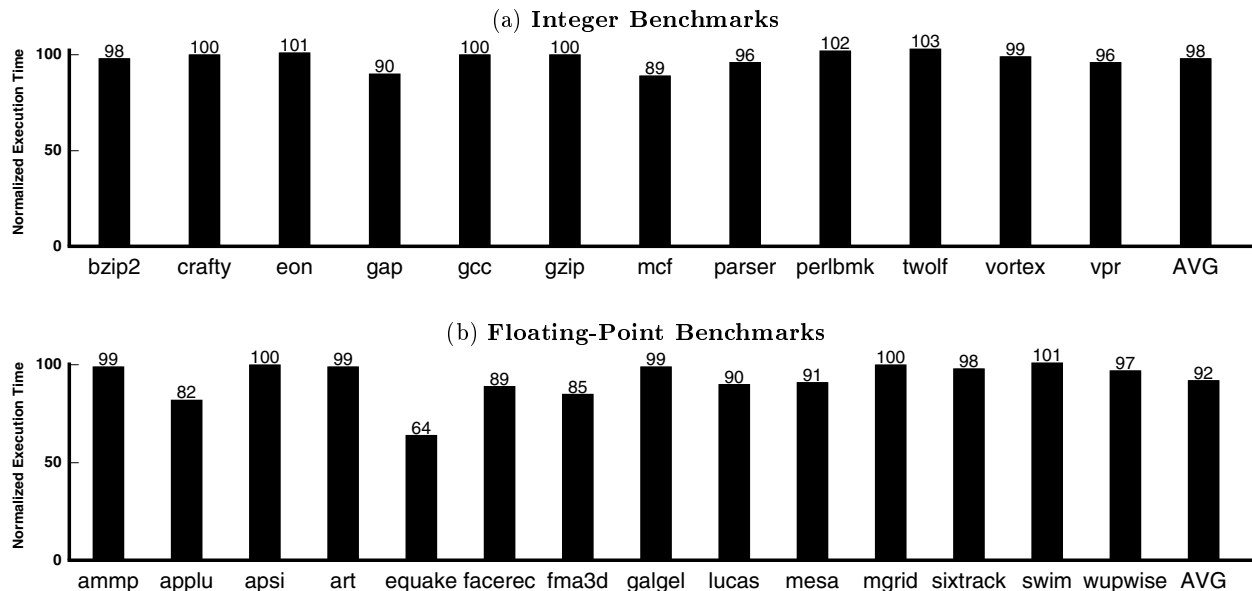 (a) Integer Benchmarks
Normalized Execution Time
100
50
0
98 100 101 90 100 100 89 96 102 103 99 96 98
bzip2 crafty eon gap gcc gzip mcf parser perlbmk twolf vortex vpr AVG
(b) Floating-Point Benchmarks
Normalized Execution Time
100
50
0
99 82 100 99 64 89 85 99 90 91 100 98 101 97 92
ammp applu apsi art equake facerec fma3d galgel lucas mesa mgrid sixtrack swim wupwise AVG